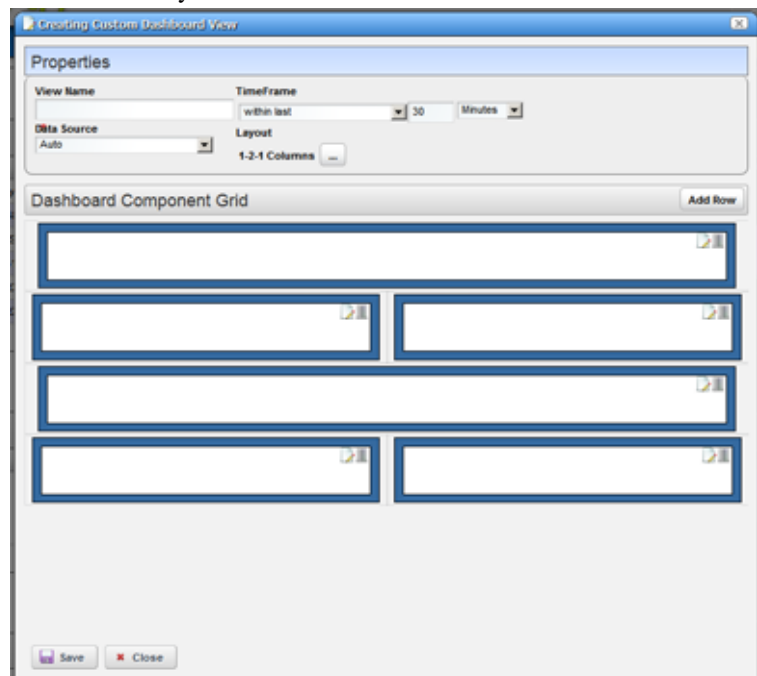 Creating Custom Dashboard View
Properties
View Name
TimeFrame
within last
30
Minutes
Data Source
Auto
Layout
1-2-1 Columns ...
Dashboard Component Grid
Add Row
Save
Close